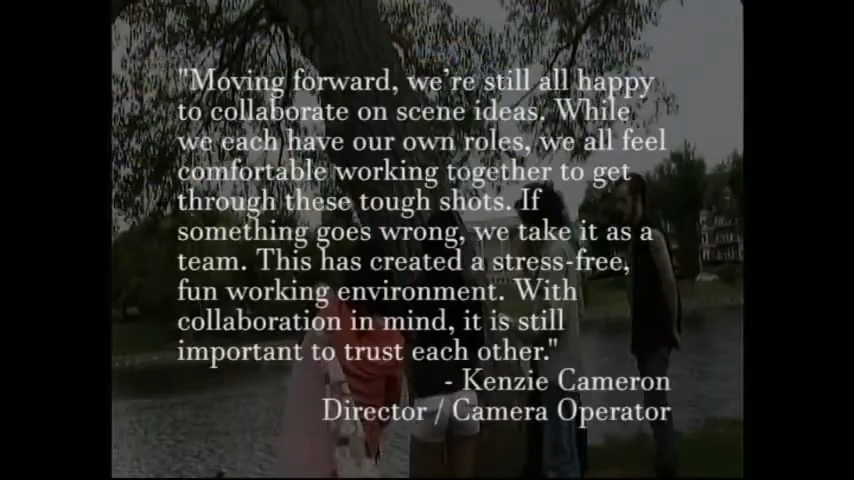 "Moving forward, we're still all happy
to collaborate on scene ideas. While
we each have our own roles, we all feel
comfortable working together to get
through these tough shots. If
something goes wrong, we take it as a
team. This has created a stress-free,
fun working environment. With
collaboration in mind, it is still
important to trust each other."
- Kenzie Cameron
Director / Camera Operator